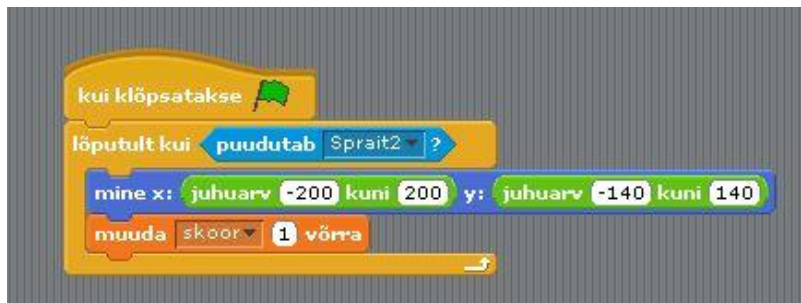 kui klõpsatakse
lõputult kui puudutab Sprait2 ?
mine x: juhuarv -200 kuni 200 y: juhuarv -140 kuni 140
muuda skoor 1 võrra